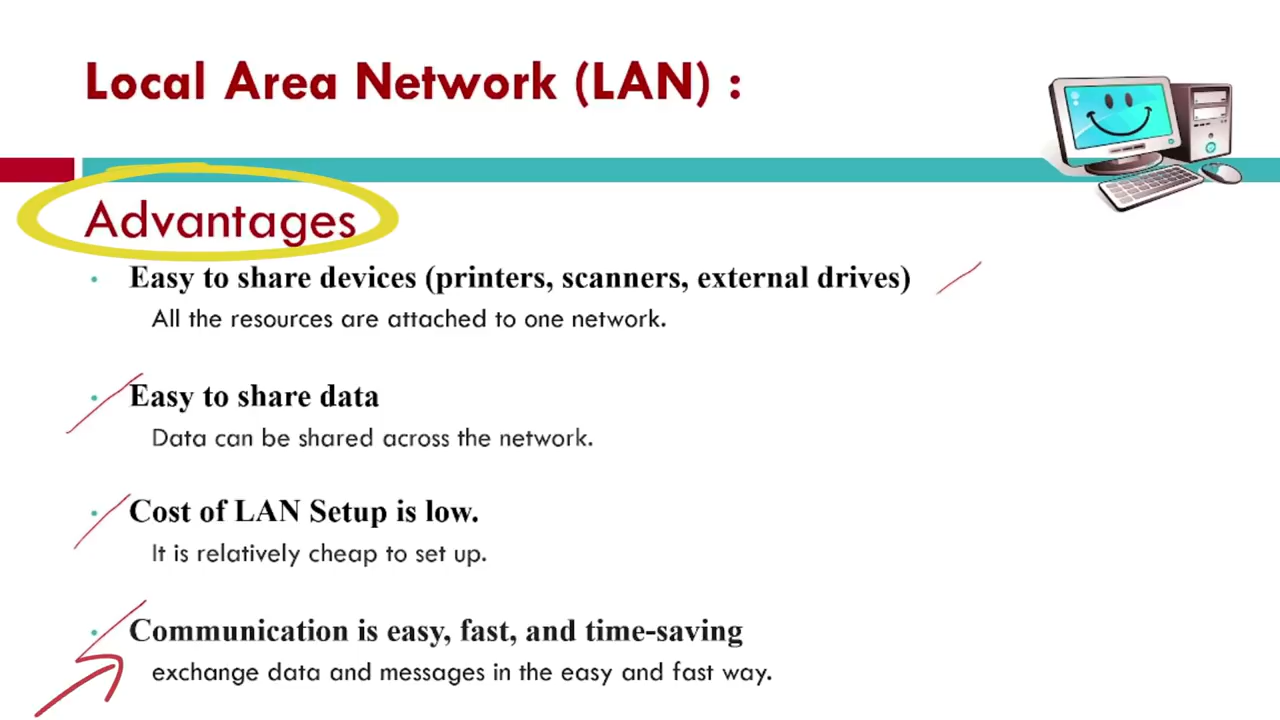 Local Area Network (LAN) :
Advantages
• Easy to share devices (printers, scanners, external drives)
All the resources are attached to one network.
• Easy to share data
Data can be shared across the network.
• Cost of LAN Setup is low.
It is relatively cheap to set up.
• Communication is easy, fast, and time-saving
exchange data and messages in the easy and fast way.